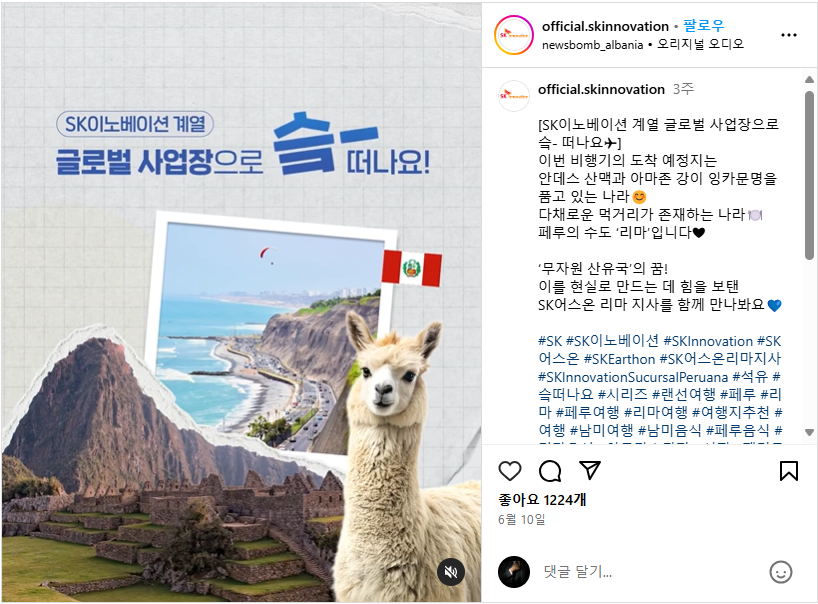 SK이노베이션 계열
글로벌 사업장으로 슥- 떠나요!
SK innovation
official.skinnovation • 팔로우
newsbomb_albania • 오리지널 오디오
SK innovation
official.skinnovation 3주
[SK이노베이션 계열 글로벌 사업장으로
슥- 떠나요✈]
이번 비행기의 도착 예정지는
안데스 산맥과 아마존 강이 잉카문명을
품고 있는 나라😊
다채로운 먹거리가 존재하는 나라🍽
페루의 수도 ‘리마’입니다🖤
‘무자원 산유국’의 꿈!
이를 현실로 만드는 데 힘을 보탠
SK어스온 리마 지사를 함께 만나봐요💙
#SK #SK이노베이션 #SKInnovation #SK
어스온 #SKEarthon #SK어스온리마지사
#SKInnovationSucursalPeruana #석유 #
슥떠나요 #시리즈 #랜선여행 #페루 #리
마 #페루여행 #리마여행 #여행지추천 #
여행 #남미여행 #남미음식 #페루음식 #
좋아요 1224개
6월 10일
댓글 달기...